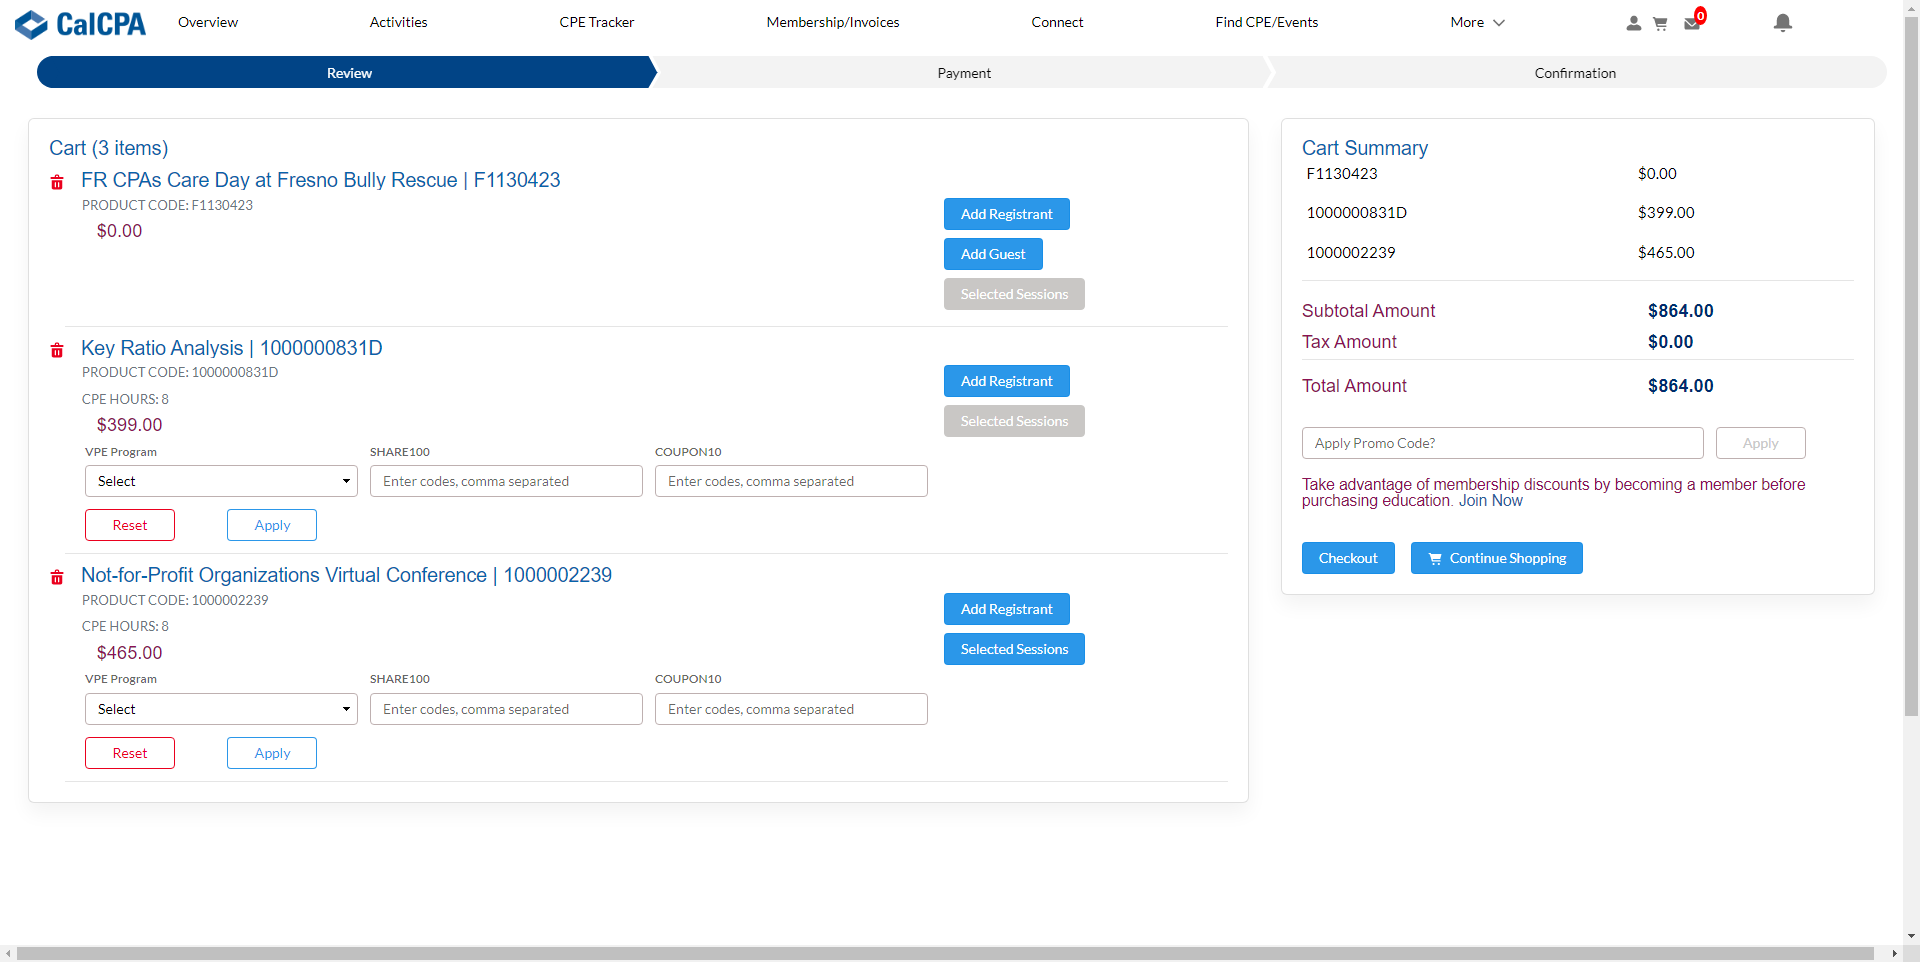 CalCPA
Overview
Activities
CPE Tracker
Membership/Invoices
Connect
Find CPE/Events
More
0
Review
Payment
Confirmation
Cart (3 items)
FR CPAs Care Day at Fresno Bully Rescue | F1130423
PRODUCT CODE: F1130423
$0.00
Add Registrant
Add Guest
Selected Sessions
Key Ratio Analysis | 1000000831D
PRODUCT CODE: 1000000831D
CPE HOURS: 8
$399.00
Add Registrant
Selected Sessions
VPE Program
SHARE100
COUPON10
Select
Enter codes, comma separated
Enter codes, comma separated
Reset
Apply
Not-for-Profit Organizations Virtual Conference | 1000002239
PRODUCT CODE: 1000002239
CPE HOURS: 8
$465.00
Add Registrant
Selected Sessions
VPE Program
SHARE100
COUPON10
Select
Enter codes, comma separated
Enter codes, comma separated
Reset
Apply
Cart Summary
F1130423 $0.00
1000000831D $399.00
1000002239 $465.00
Subtotal Amount $864.00
Tax Amount $0.00
Total Amount $864.00
Apply Promo Code?
Apply
Take advantage of membership discounts by becoming a member before
purchasing education. Join Now
Checkout
Continue Shopping